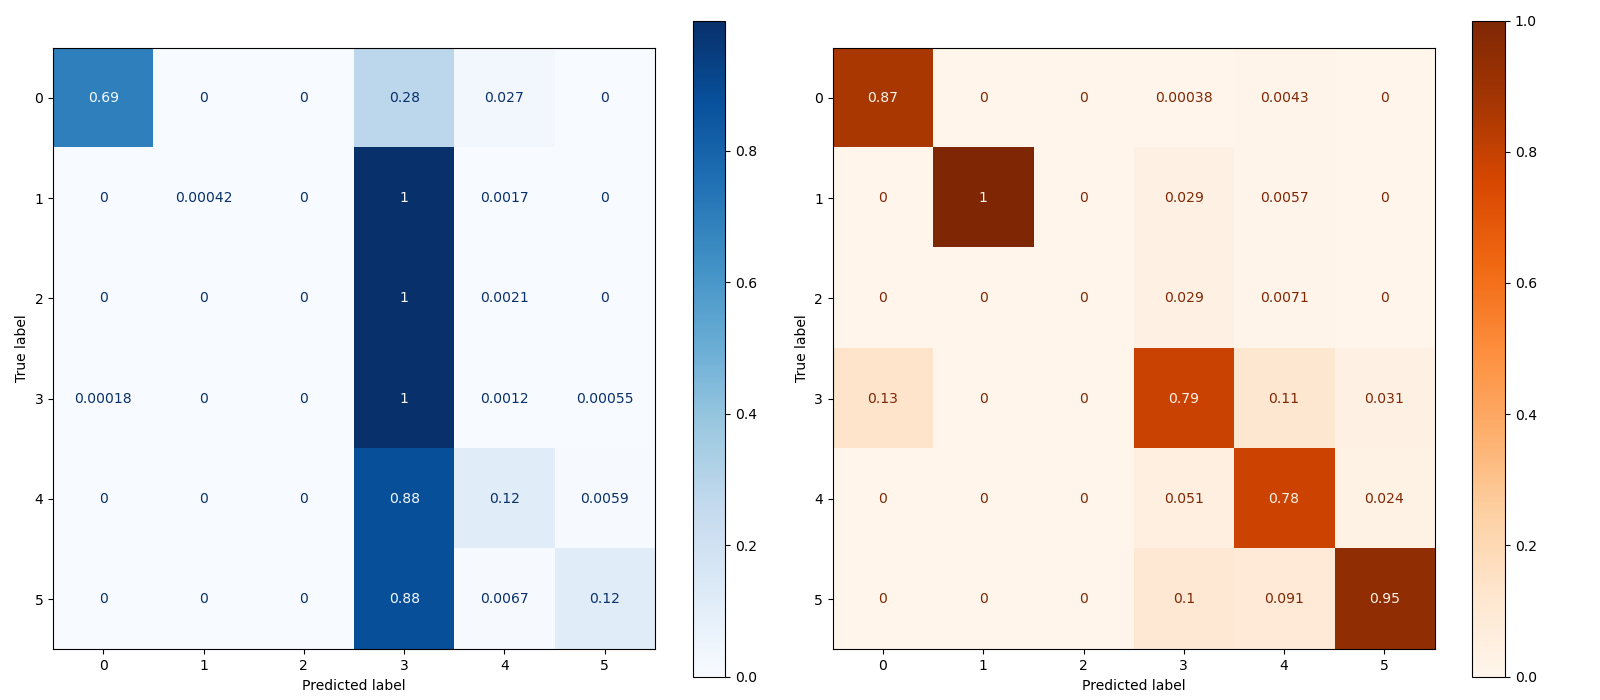 0.69 0 0 0.28 0.027 0
0 0.00042 0 1 0.0017 0
0 0 0 1 0.0021 0
0.00018 0 0 1 0.0012 0.00055
0 0 0 0.88 0.12 0.0059
0 0 0 0.88 0.0067 0.12
0
1
2
3
4
5
True label
0 1 2 3 4 5
Predicted label
0.8
0.6
0.4
0.2
0.0
0.87 0 0 0.00038 0.0043 0
0 1 0 0.029 0.0057 0
0 0 0 0.029 0.0071 0
0.13 0 0 0.79 0.11 0.031
0 0 0 0.051 0.78 0.024
0 0 0 0.1 0.091 0.95
0
1
2
3
4
5
True label
0 1 2 3 4 5
Predicted label
1.0
0.8
0.6
0.4
0.2
0.0